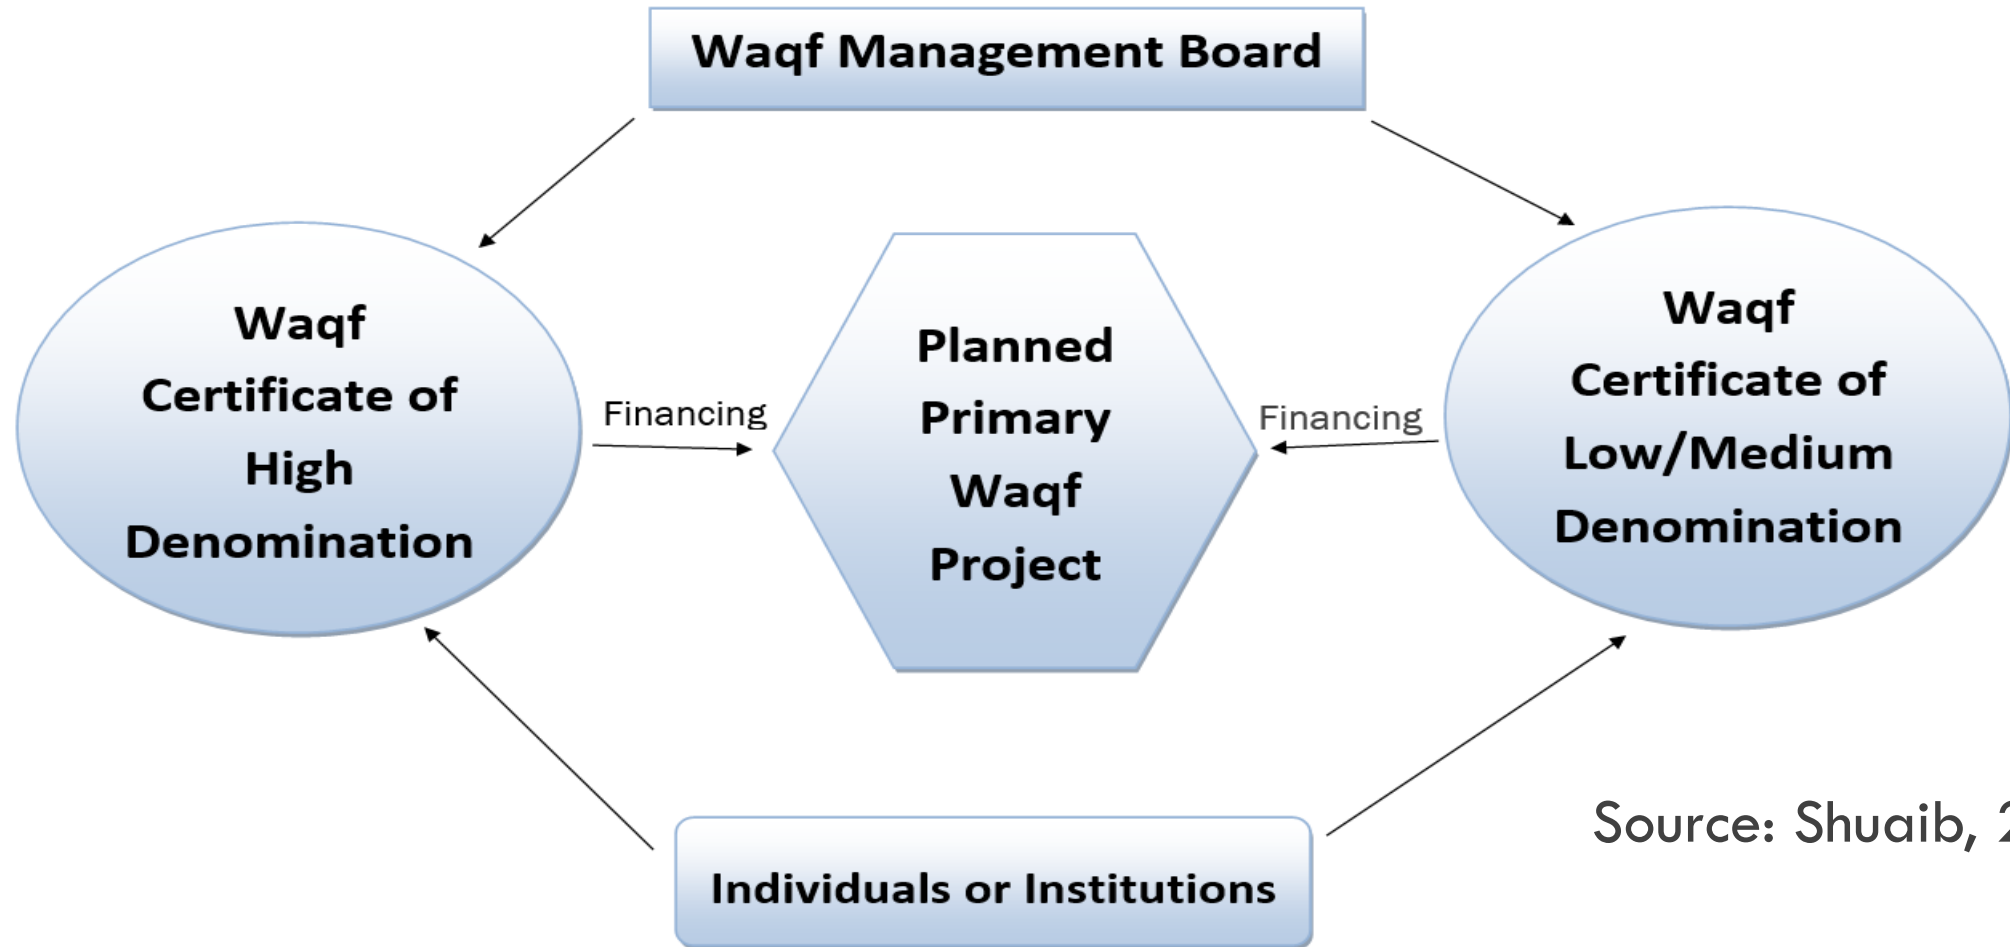 Waqf Management Board
Waqf
Certificate of
High
Denomination
Financing
Planned
Primary
Waqf
Project
Financing
Waqf
Certificate of
Low/Medium
Denomination
Individuals or Institutions
Source: Shuaib, 2